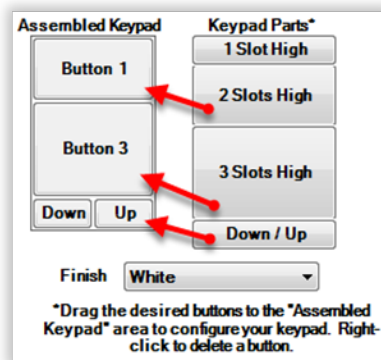 Assembled Keypad Keypad Parts*
1 Slot High
Button 1
2 Slots High
Button 3
3 Slots High
Down Up
Down / Up
Finish White
*Drag the desired buttons to the "Assembled
Keypad" area to configure your keypad. Right-
click to delete a button.